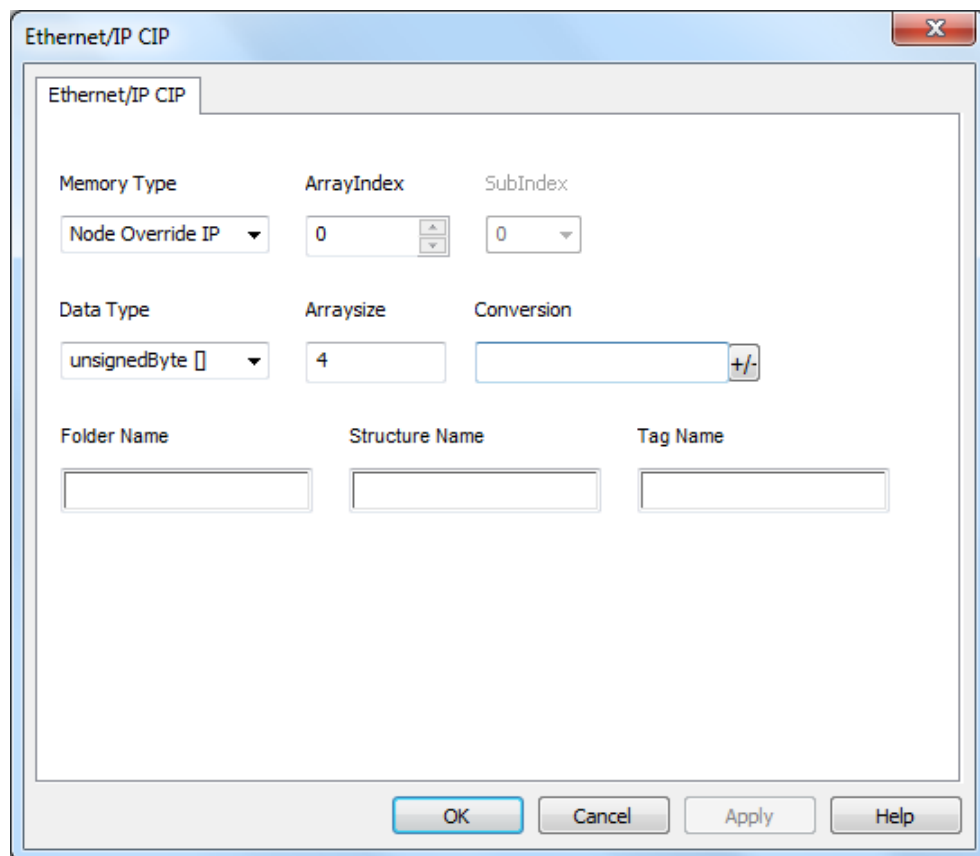 Ethernet/IP CIP
Ethernet/IP CIP
Memory Type ArrayIndex SubIndex
Node Override IP 0 0
Data Type Arraysize Conversion
unsignedByte [] 4 +/-
Folder Name Structure Name Tag Name
OK Cancel Apply Help